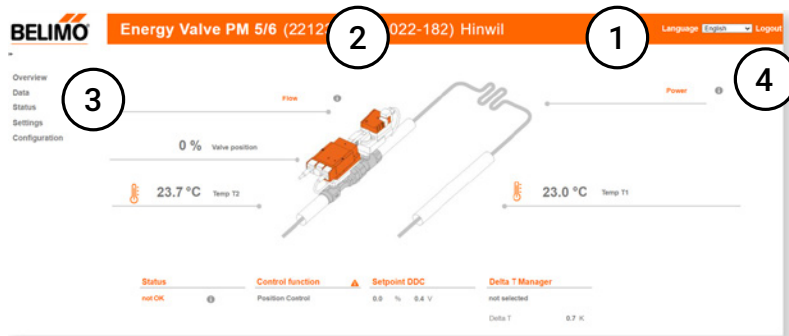 BELIMO
Energy Valve PM 5/6 (2212 022-182) Hinwil
Language English Logout
2
1
3
4
Overview
Data
Status
Settings
Configuration
Flow
Power
0 % Valve position
23.7 °C Temp T2
23.0 °C Temp T1
Status Control function Setpoint DDC Delta T Manager
not OK Position Control 0.0 % 0.4 V not selected
Delta T 0.7 K